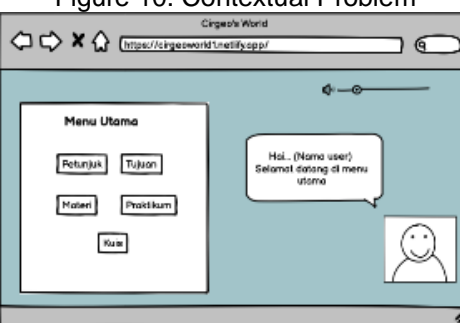 Figure 10. Contextual Problem
Cirgeo's World
https://cirgeoworld1.netlify.app/
Menu Utama
Petunjuk
Tujuan
Materi
Praktikum
Kuis
Hai... (Nama user)
Selamat datang di menu
utama